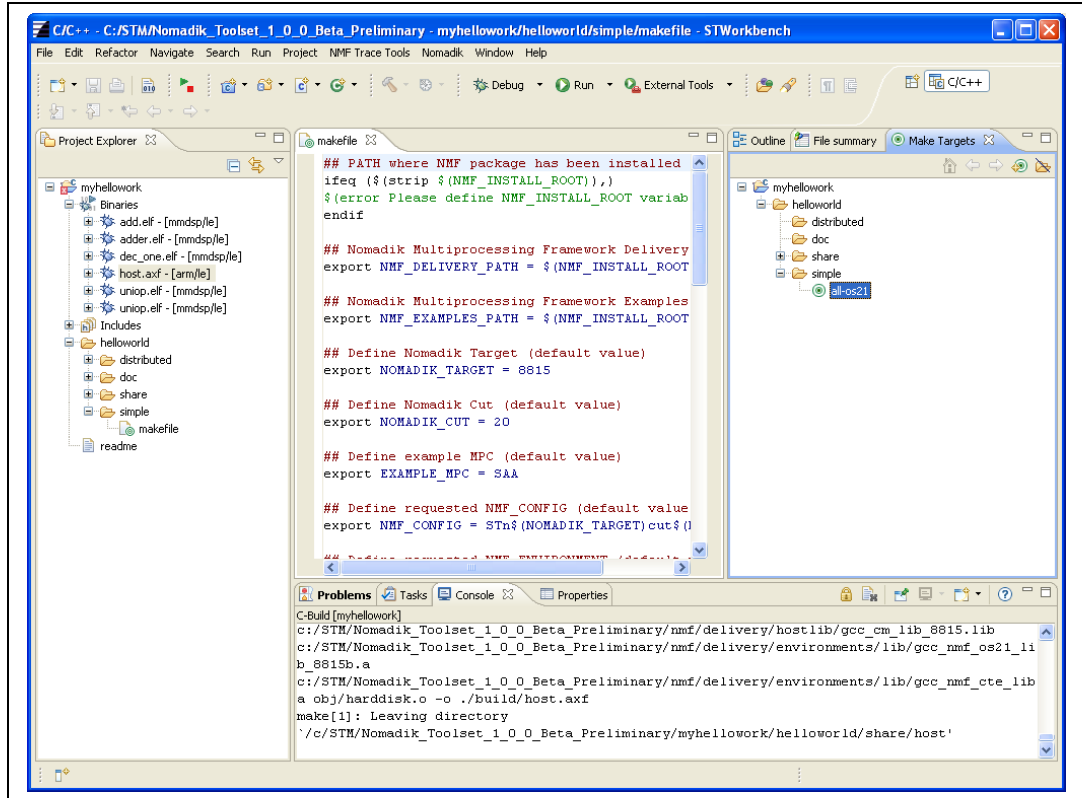 C/C++ - C:/STM/Nomadik_Toolset_1_0_0_Beta_Preliminary - myhellowork/helloworld/simple/makefile - STWorkbench
File Edit Refactor Navigate Search Run Project NMF Trace Tools Nomadik Window Help
Debug Run External Tools C/C++
Project Explorer
myhellowork
Binaries
add.elf - [mmdsp/le]
adder.elf - [mmdsp/le]
dec_one.elf - [mmdsp/le]
host.axf - [arm/le]
uniop.elf - [mmdsp/le]
uniop.elf - [mmdsp/le]
Includes
helloworld
distributed
doc
share
simple
makefile
readme
makefile
## PATH where NMF package has been installed
ifeq ($(strip $(NMF_INSTALL_ROOT)),)
$(error Please define NMF_INSTALL_ROOT variab
endif
## Nomadik Multiprocessing Framework Delivery
export NMF_DELIVERY_PATH = $(NMF_INSTALL_ROOT
## Nomadik Multiprocessing Framework Examples
export NMF_EXAMPLES_PATH = $(NMF_INSTALL_ROOT
## Define Nomadik Target (default value)
export NOMADIK_TARGET = 8815
## Define Nomadik Cut (default value)
export NOMADIK_CUT = 20
## Define example MPC (default value)
export EXAMPLE_MPC = SAA
## Define requested NMF_CONFIG (default value
export NMF_CONFIG = STn$(NOMADIK_TARGET)cut$(
Outline File summary Make Targets
myhellowork
helloworld
distributed
doc
share
simple
all-os21
Problems Tasks Console Properties
C-Build [myhellowork]
c:/STM/Nomadik_Toolset_1_0_0_Beta_Preliminary/nmf/delivery/hostlib/gcc_cm_lib_8815.lib
c:/STM/Nomadik_Toolset_1_0_0_Beta_Preliminary/nmf/delivery/environments/lib/gcc_nmf_os21_li
b_8815b.a
c:/STM/Nomadik_Toolset_1_0_0_Beta_Preliminary/nmf/delivery/environments/lib/gcc_nmf_cte_lib
a obj/harddisk.o -o ./build/host.axf
make[1]: Leaving directory
`/c/STM/Nomadik_Toolset_1_0_0_Beta_Preliminary/myhellowork/helloworld/share/host'